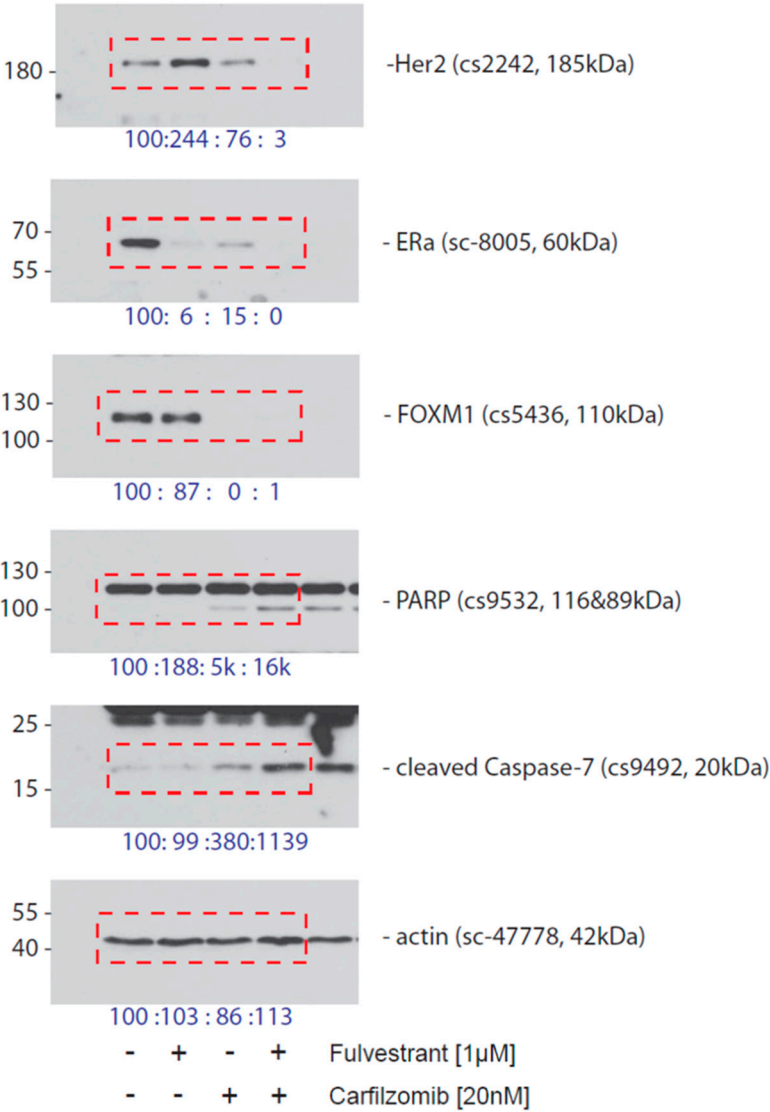 180 -
-Her2 (cs2242, 185kDa)
100:244 : 76 : 3
70 -
55 -
- ERa (sc-8005, 60kDa)
100: 6 : 15 : 0
130 -
100 -
- FOXM1 (cs5436, 110kDa)
100 : 87 : 0 : 1
130 -
100 -
- PARP (cs9532, 116&89kDa)
100 :188: 5k : 16k
25 -
15 -
- cleaved Caspase-7 (cs9492, 20kDa)
100: 99 :380:1139
55 -
40 -
- actin (sc-47778, 42kDa)
100 :103 : 86 :113
- + - + Fulvestrant [1µM]
- - + + Carfilzomib [20nM]